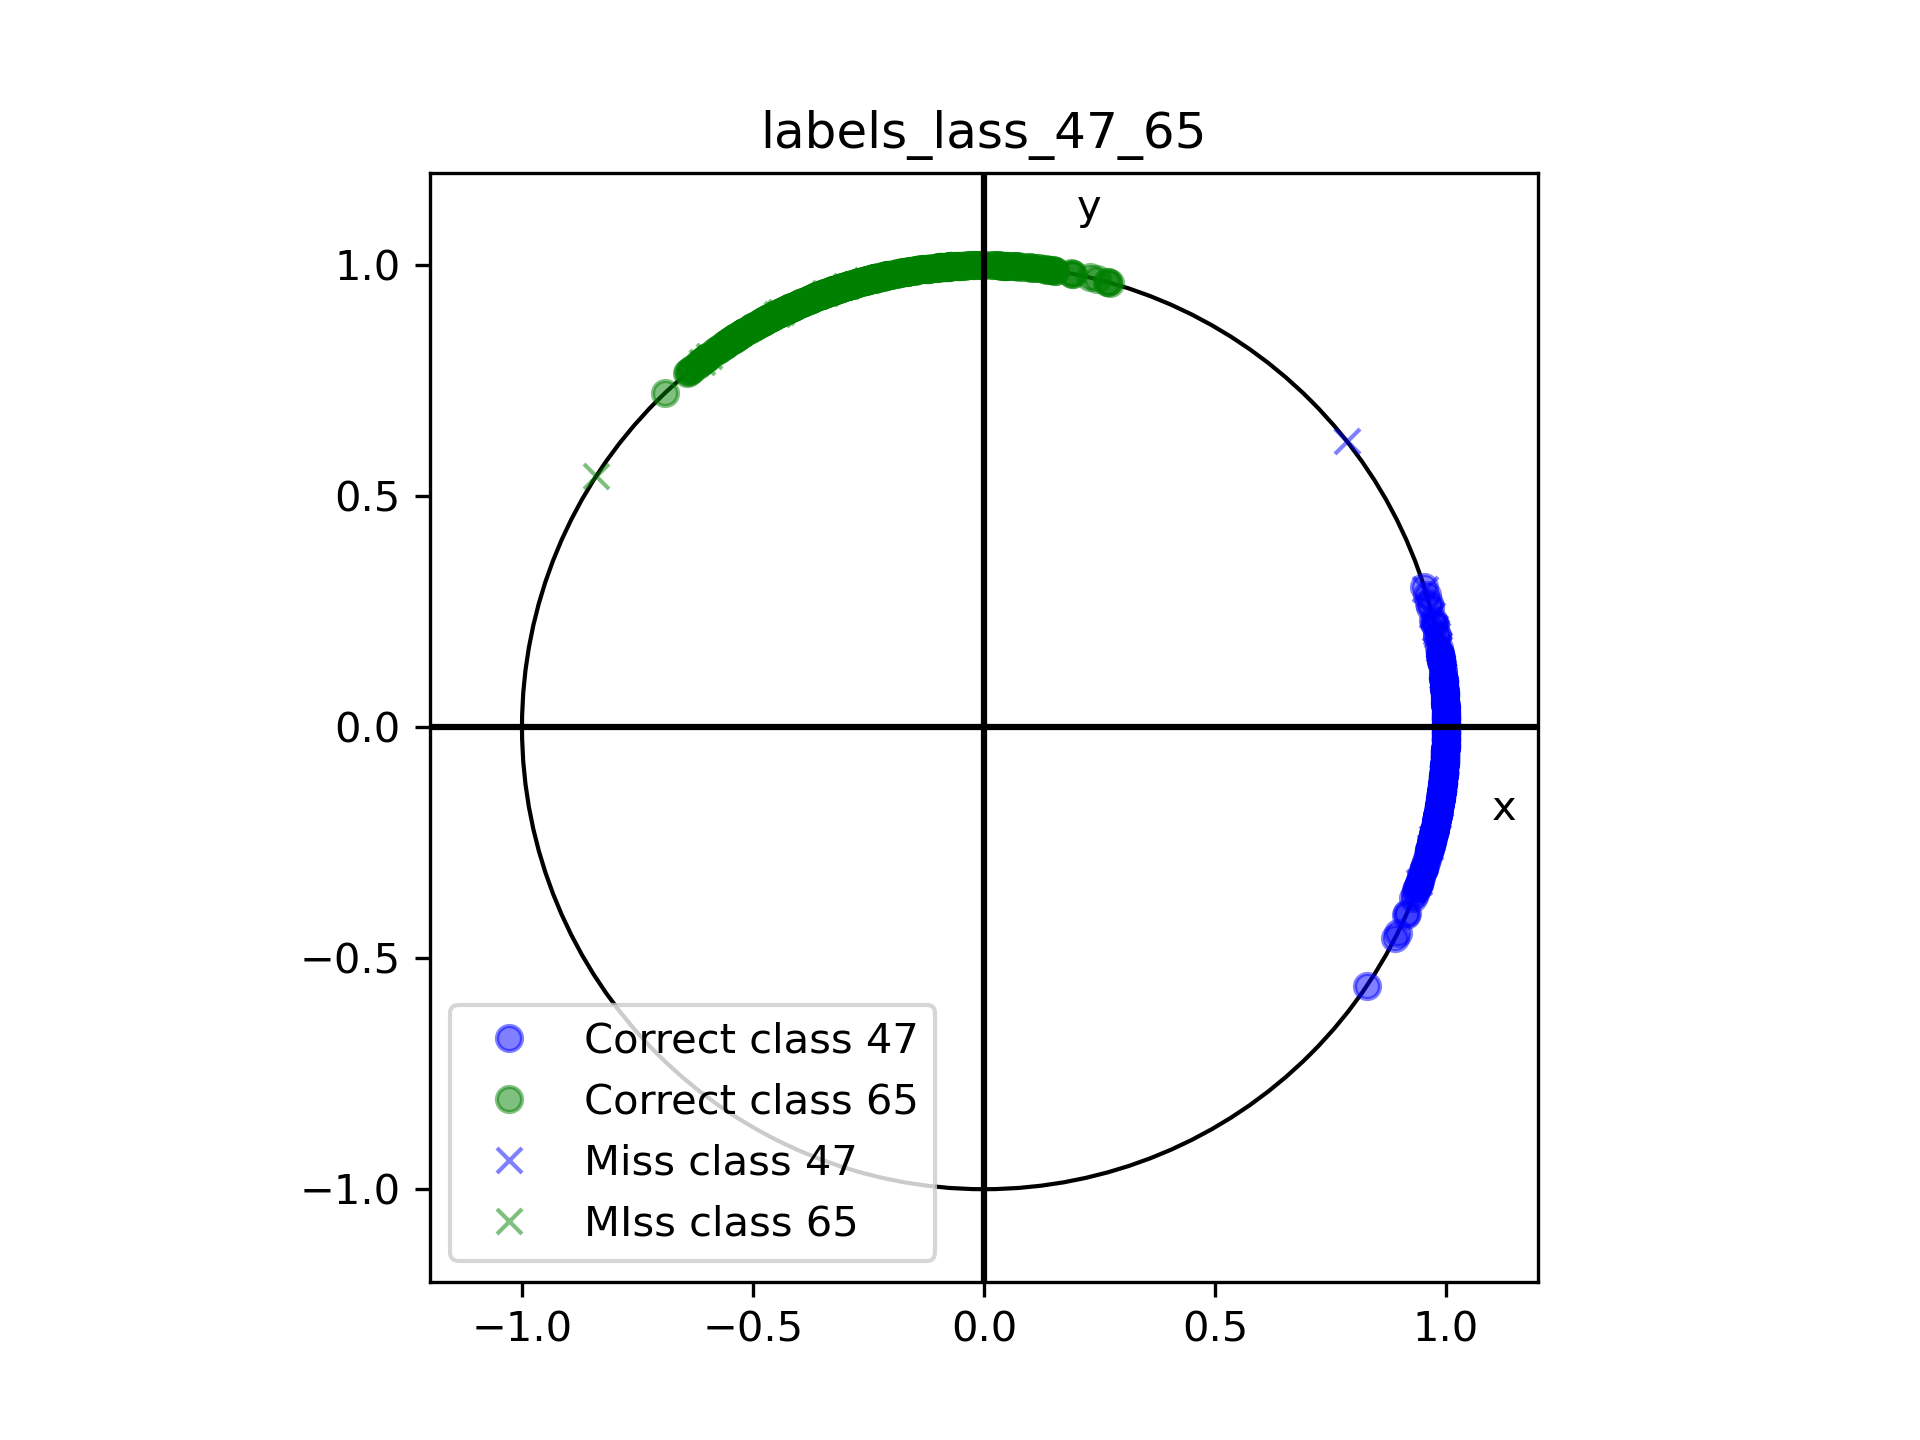 labels_lass_47_65
y
1.0
0.5
0.0
x
−0.5
−1.0
Correct class 47
Correct class 65
Miss class 47
MIss class 65
−1.0 −0.5 0.0 0.5 1.0